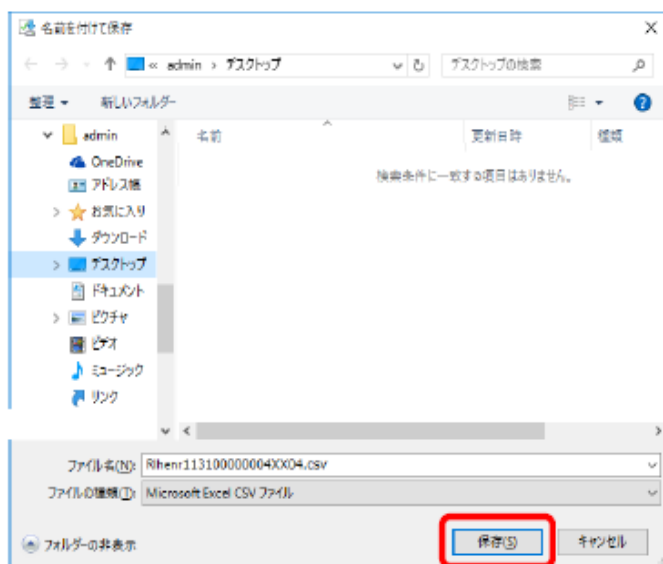 名前を付けて保存
« admin › デスクトップ
デスクトップの検索
整理
新しいフォルダー
admin
名前
更新日時
種類
OneDrive
検索条件に一致する項目はありません。
アドレス帳
お気に入り
ダウンロード
デスクトップ
ドキュメント
ピクチャ
ビデオ
ミュージック
リンク
ファイル名(N): Rihenr113100000004XX04.csv
ファイルの種類(T): Microsoft Excel CSV ファイル
フォルダーの非表示
保存(S)
キャンセル